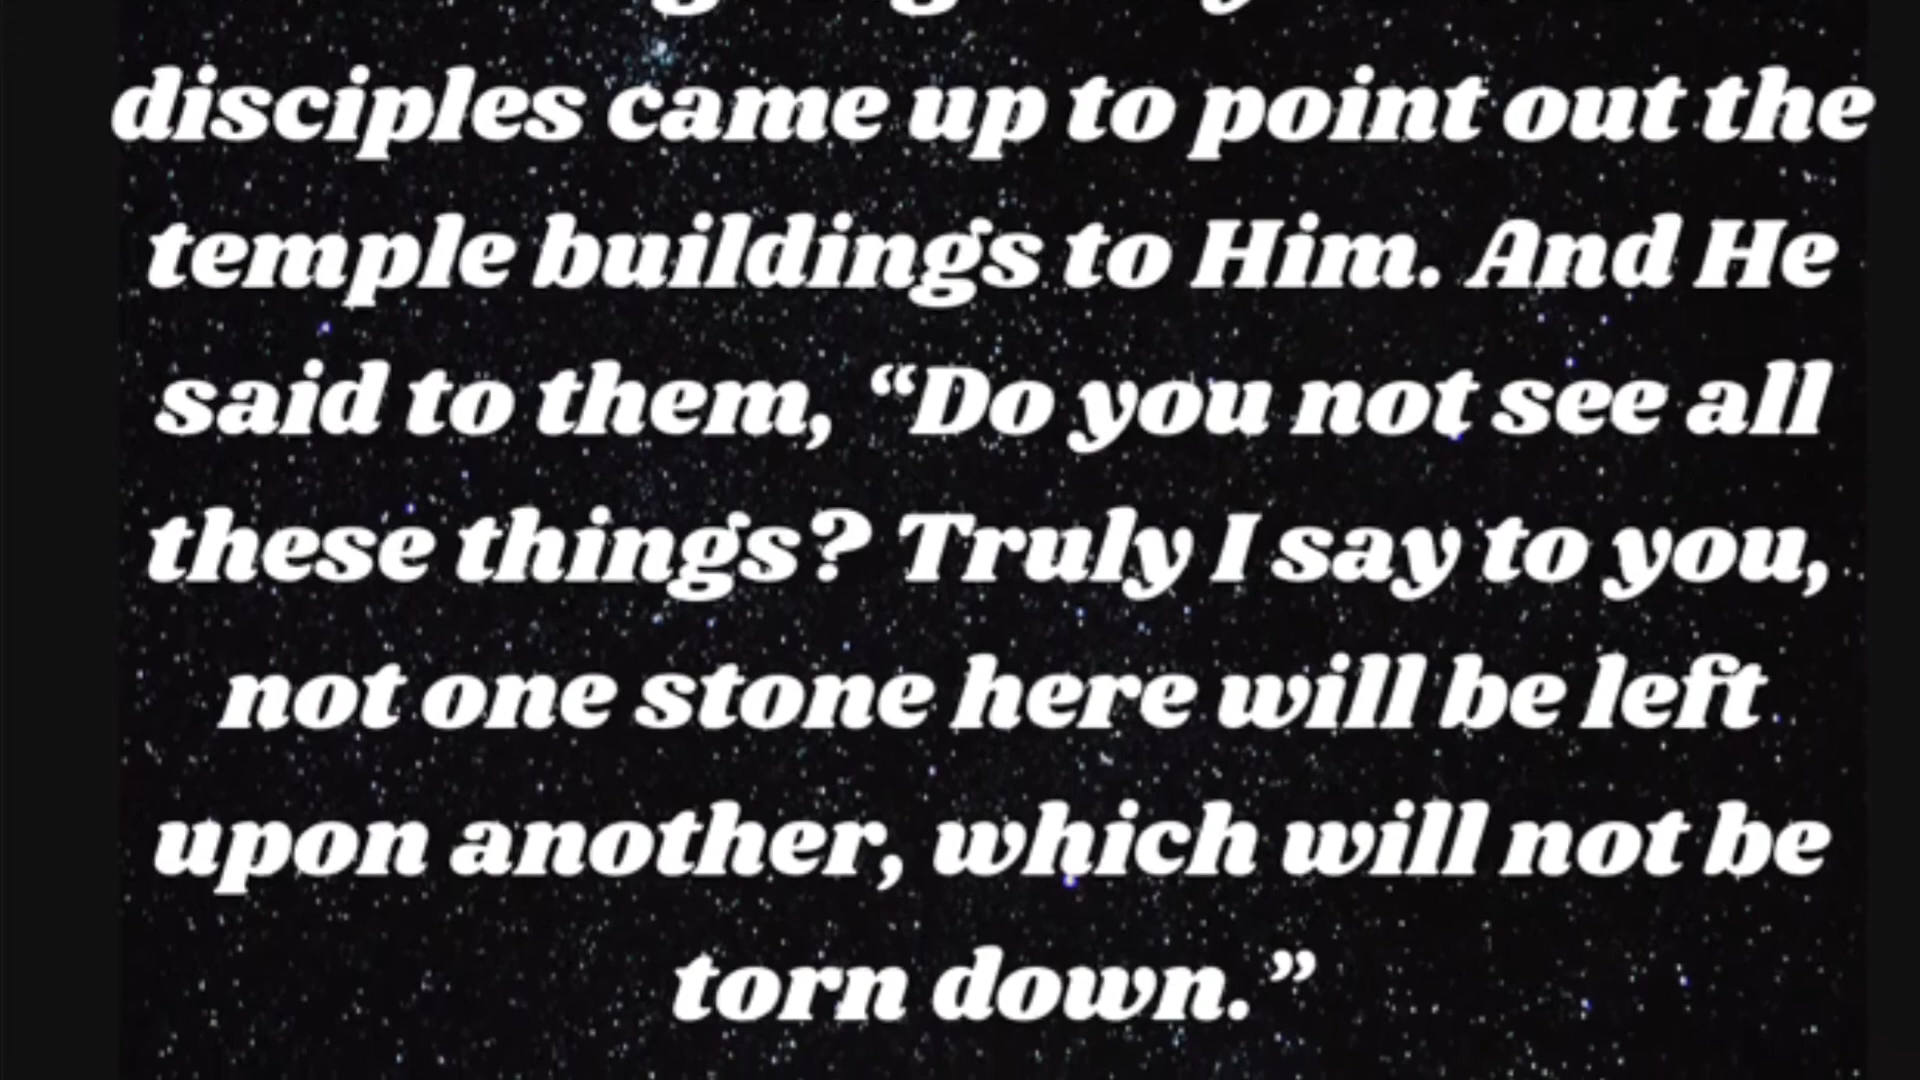 disciples came up to point out the
temple buildings to Him. And He
said to them, “Do you not see all
these things? Truly I say to you,
not one stone here will be left
upon another, which will not be
torn down.”